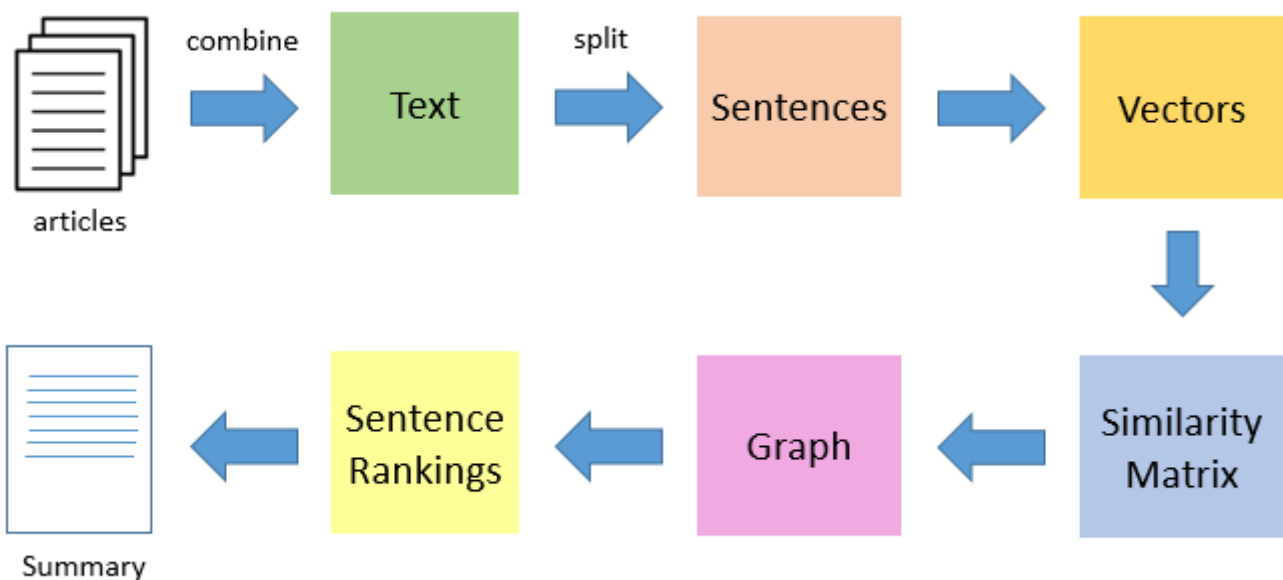 combine
split
Text
Sentences
Vectors
articles
Similarity
Matrix
Graph
Sentence
Rankings
Summary